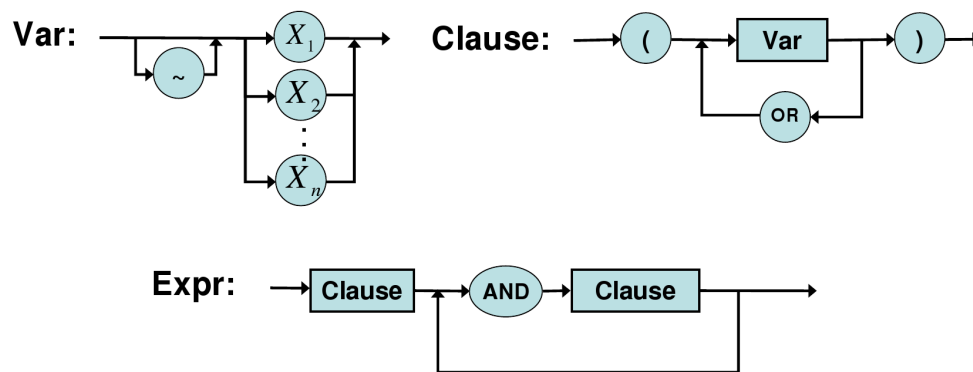 Var:
~
X1
X2
⋮
Xn
Clause:
(
Var
)
OR
Expr:
Clause
AND
Clause